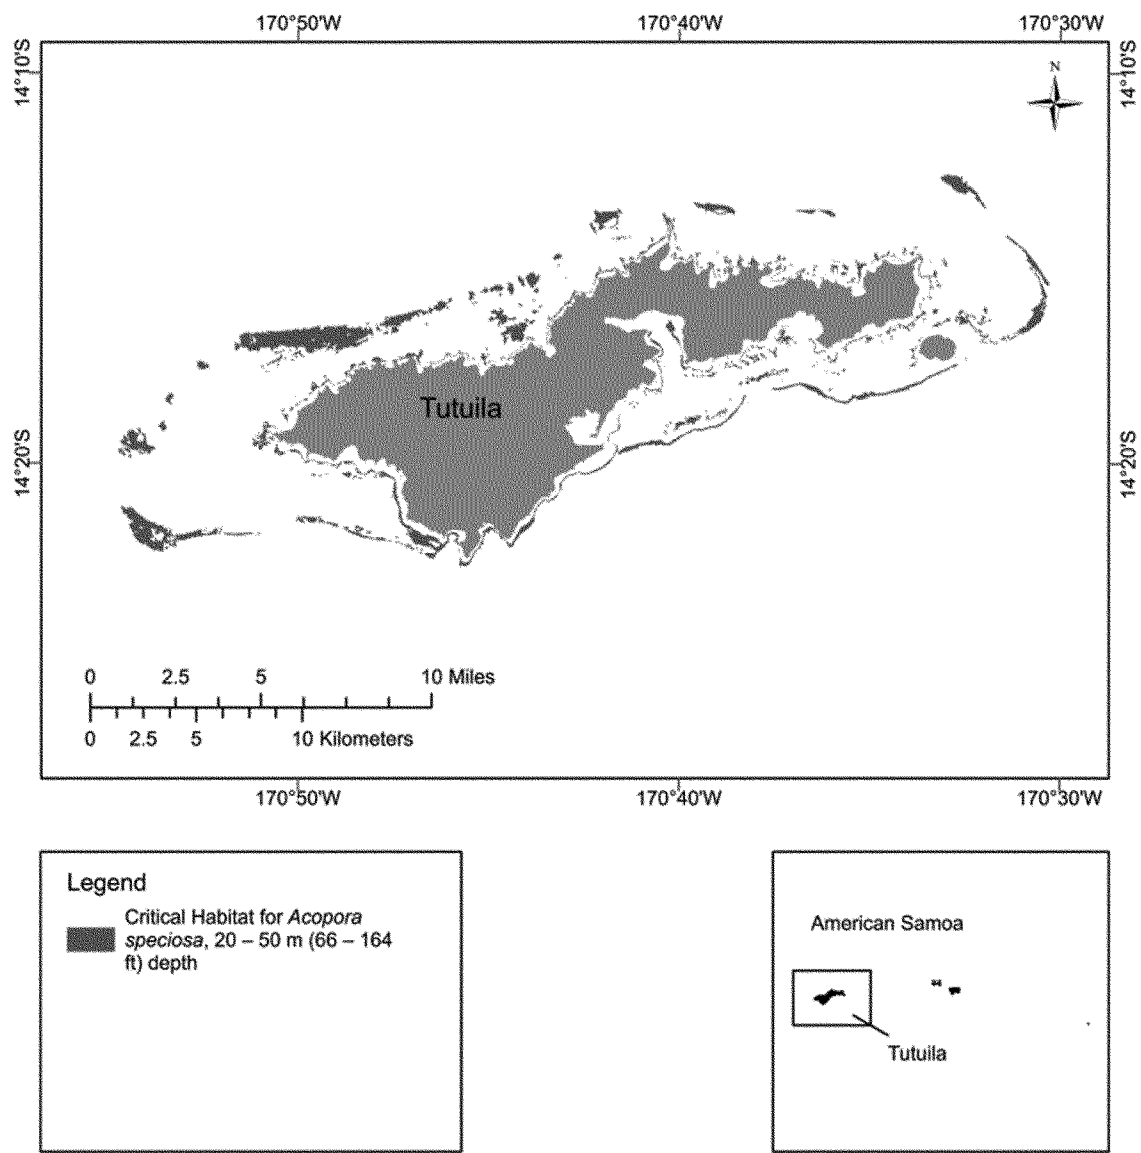 170°50'W 170°40'W 170°30'W
14°10'S 14°10'S
N
Tutuila
14°20'S 14°20'S
0 2.5 5 10 Miles
0 2.5 5 10 Kilometers
170°50'W 170°40'W 170°30'W
Legend
Critical Habitat for Acopora
speciosa, 20 – 50 m (66 – 164
ft) depth
American Samoa
Tutuila